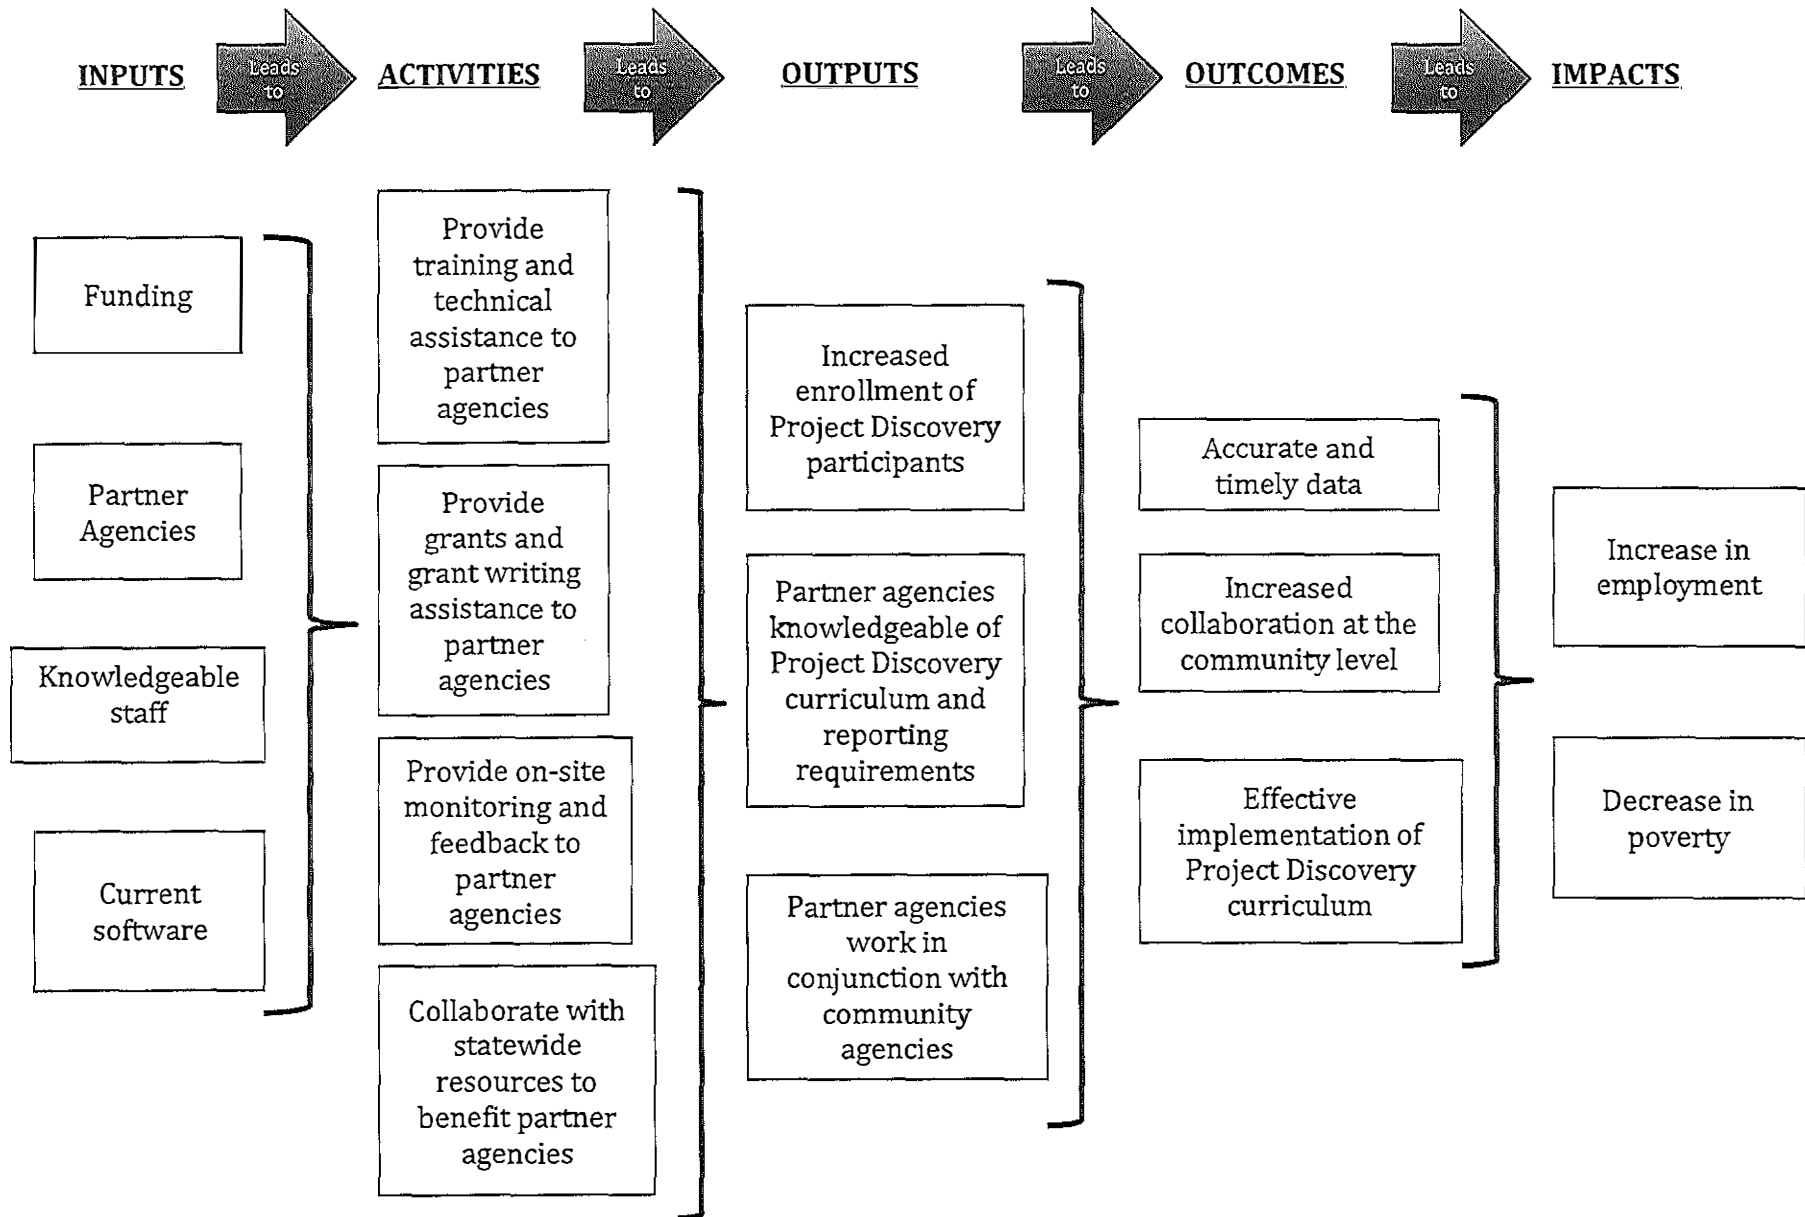 INPUTS
Leads
to
ACTIVITIES
Leads
to
OUTPUTS
Leads
to
OUTCOMES
Leads
to
IMPACTS
Funding
Partner
Agencies
Knowledgeable
staff
Current
software
Provide
training and
technical
assistance to
partner
agencies
Provide
grants and
grant writing
assistance to
partner
agencies
Provide on-site
monitoring and
feedback to
partner
agencies
Collaborate with
statewide
resources to
benefit partner
agencies
Increased
enrollment of
Project Discovery
participants
Partner agencies
knowledgeable of
Project Discovery
curriculum and
reporting
requirements
Partner agencies
work in
conjunction with
community
agencies
Accurate and
timely data
Increased
collaboration at the
community level
Effective
implementation of
Project Discovery
curriculum
Increase in
employment
Decrease in
poverty